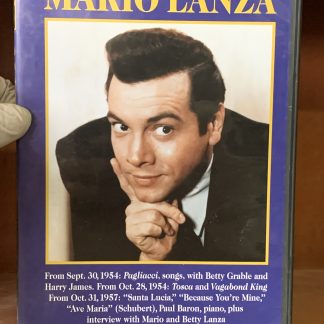 MARIO LANZA
From Sept. 30, 1954: Pagliacci, songs, with Betty Grable and
Harry James. From Oct. 28, 1954: Tosca and Vagabond King
From Oct. 31, 1957: “Santa Lucia,” “Because You’re Mine,”
“Ave Maria” (Schubert), Paul Baron, piano, plus
interview with Mario and Betty Lanza